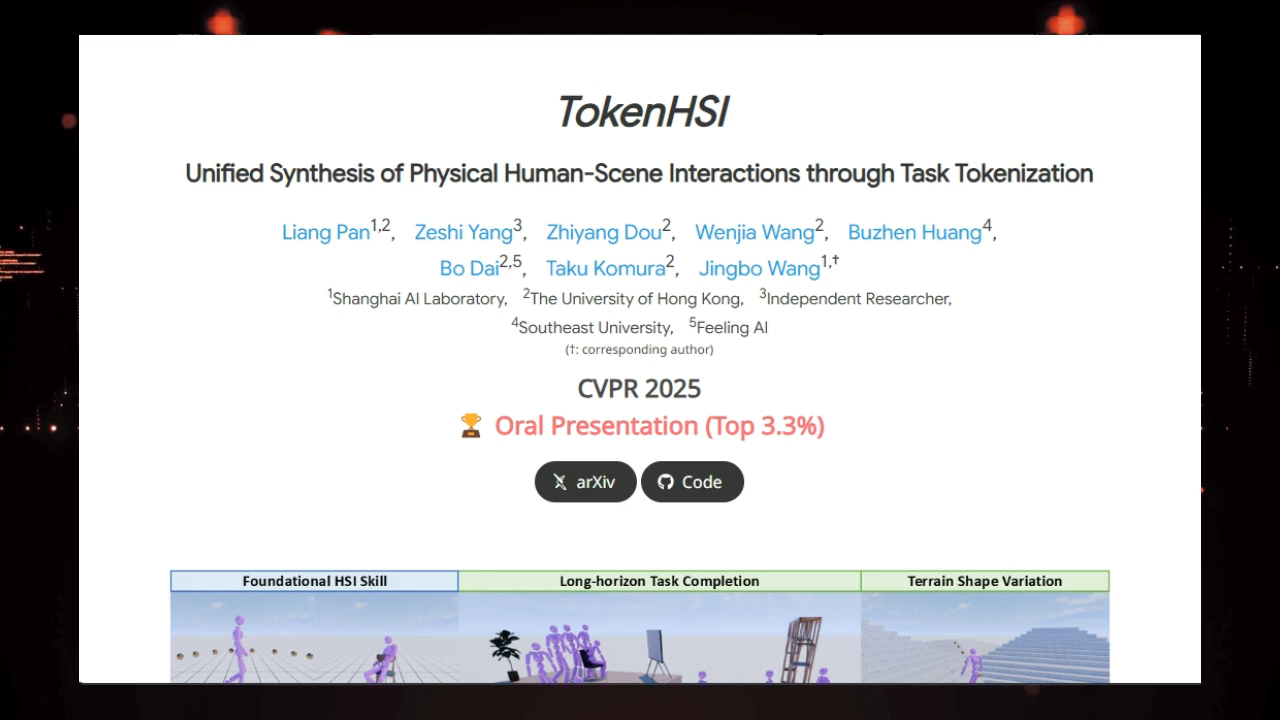 TokenHSI
Unified Synthesis of Physical Human-Scene Interactions through Task Tokenization
Liang Pan1,2, Zeshi Yang3, Zhiyang Dou2, Wenjia Wang2, Buzhen Huang4,
Bo Dai2,5, Taku Komura2, Jingbo Wang1,†
1Shanghai AI Laboratory, 2The University of Hong Kong, 3Independent Researcher,
4Southeast University, 5Feeling AI
(†: corresponding author)
CVPR 2025
🏆 Oral Presentation (Top 3.3%)
arXiv Code
Foundational HSI Skill Long-horizon Task Completion Terrain Shape Variation